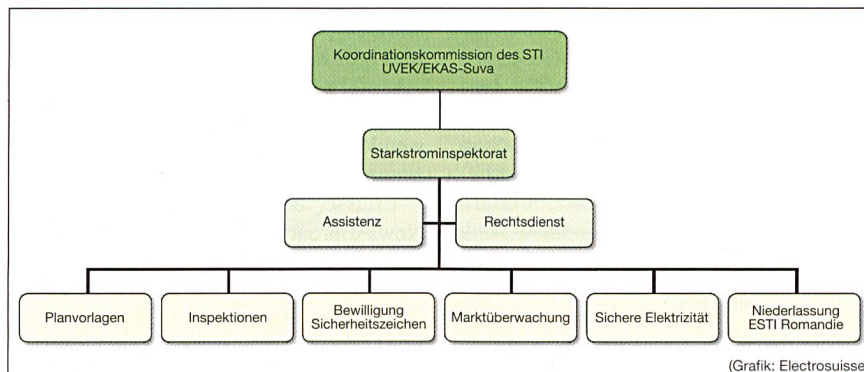 Koordinationskommission des STI
UVEK/EKAS-Suva
Starkstrominspektorat
Assistenz
Rechtsdienst
Planvorlagen
Inspektionen
Bewilligung
Sicherheitszeichen
Marktüberwachung
Sichere Elektrizität
Niederlassung
ESTI Romandie
(Grafik: Electrosuisse